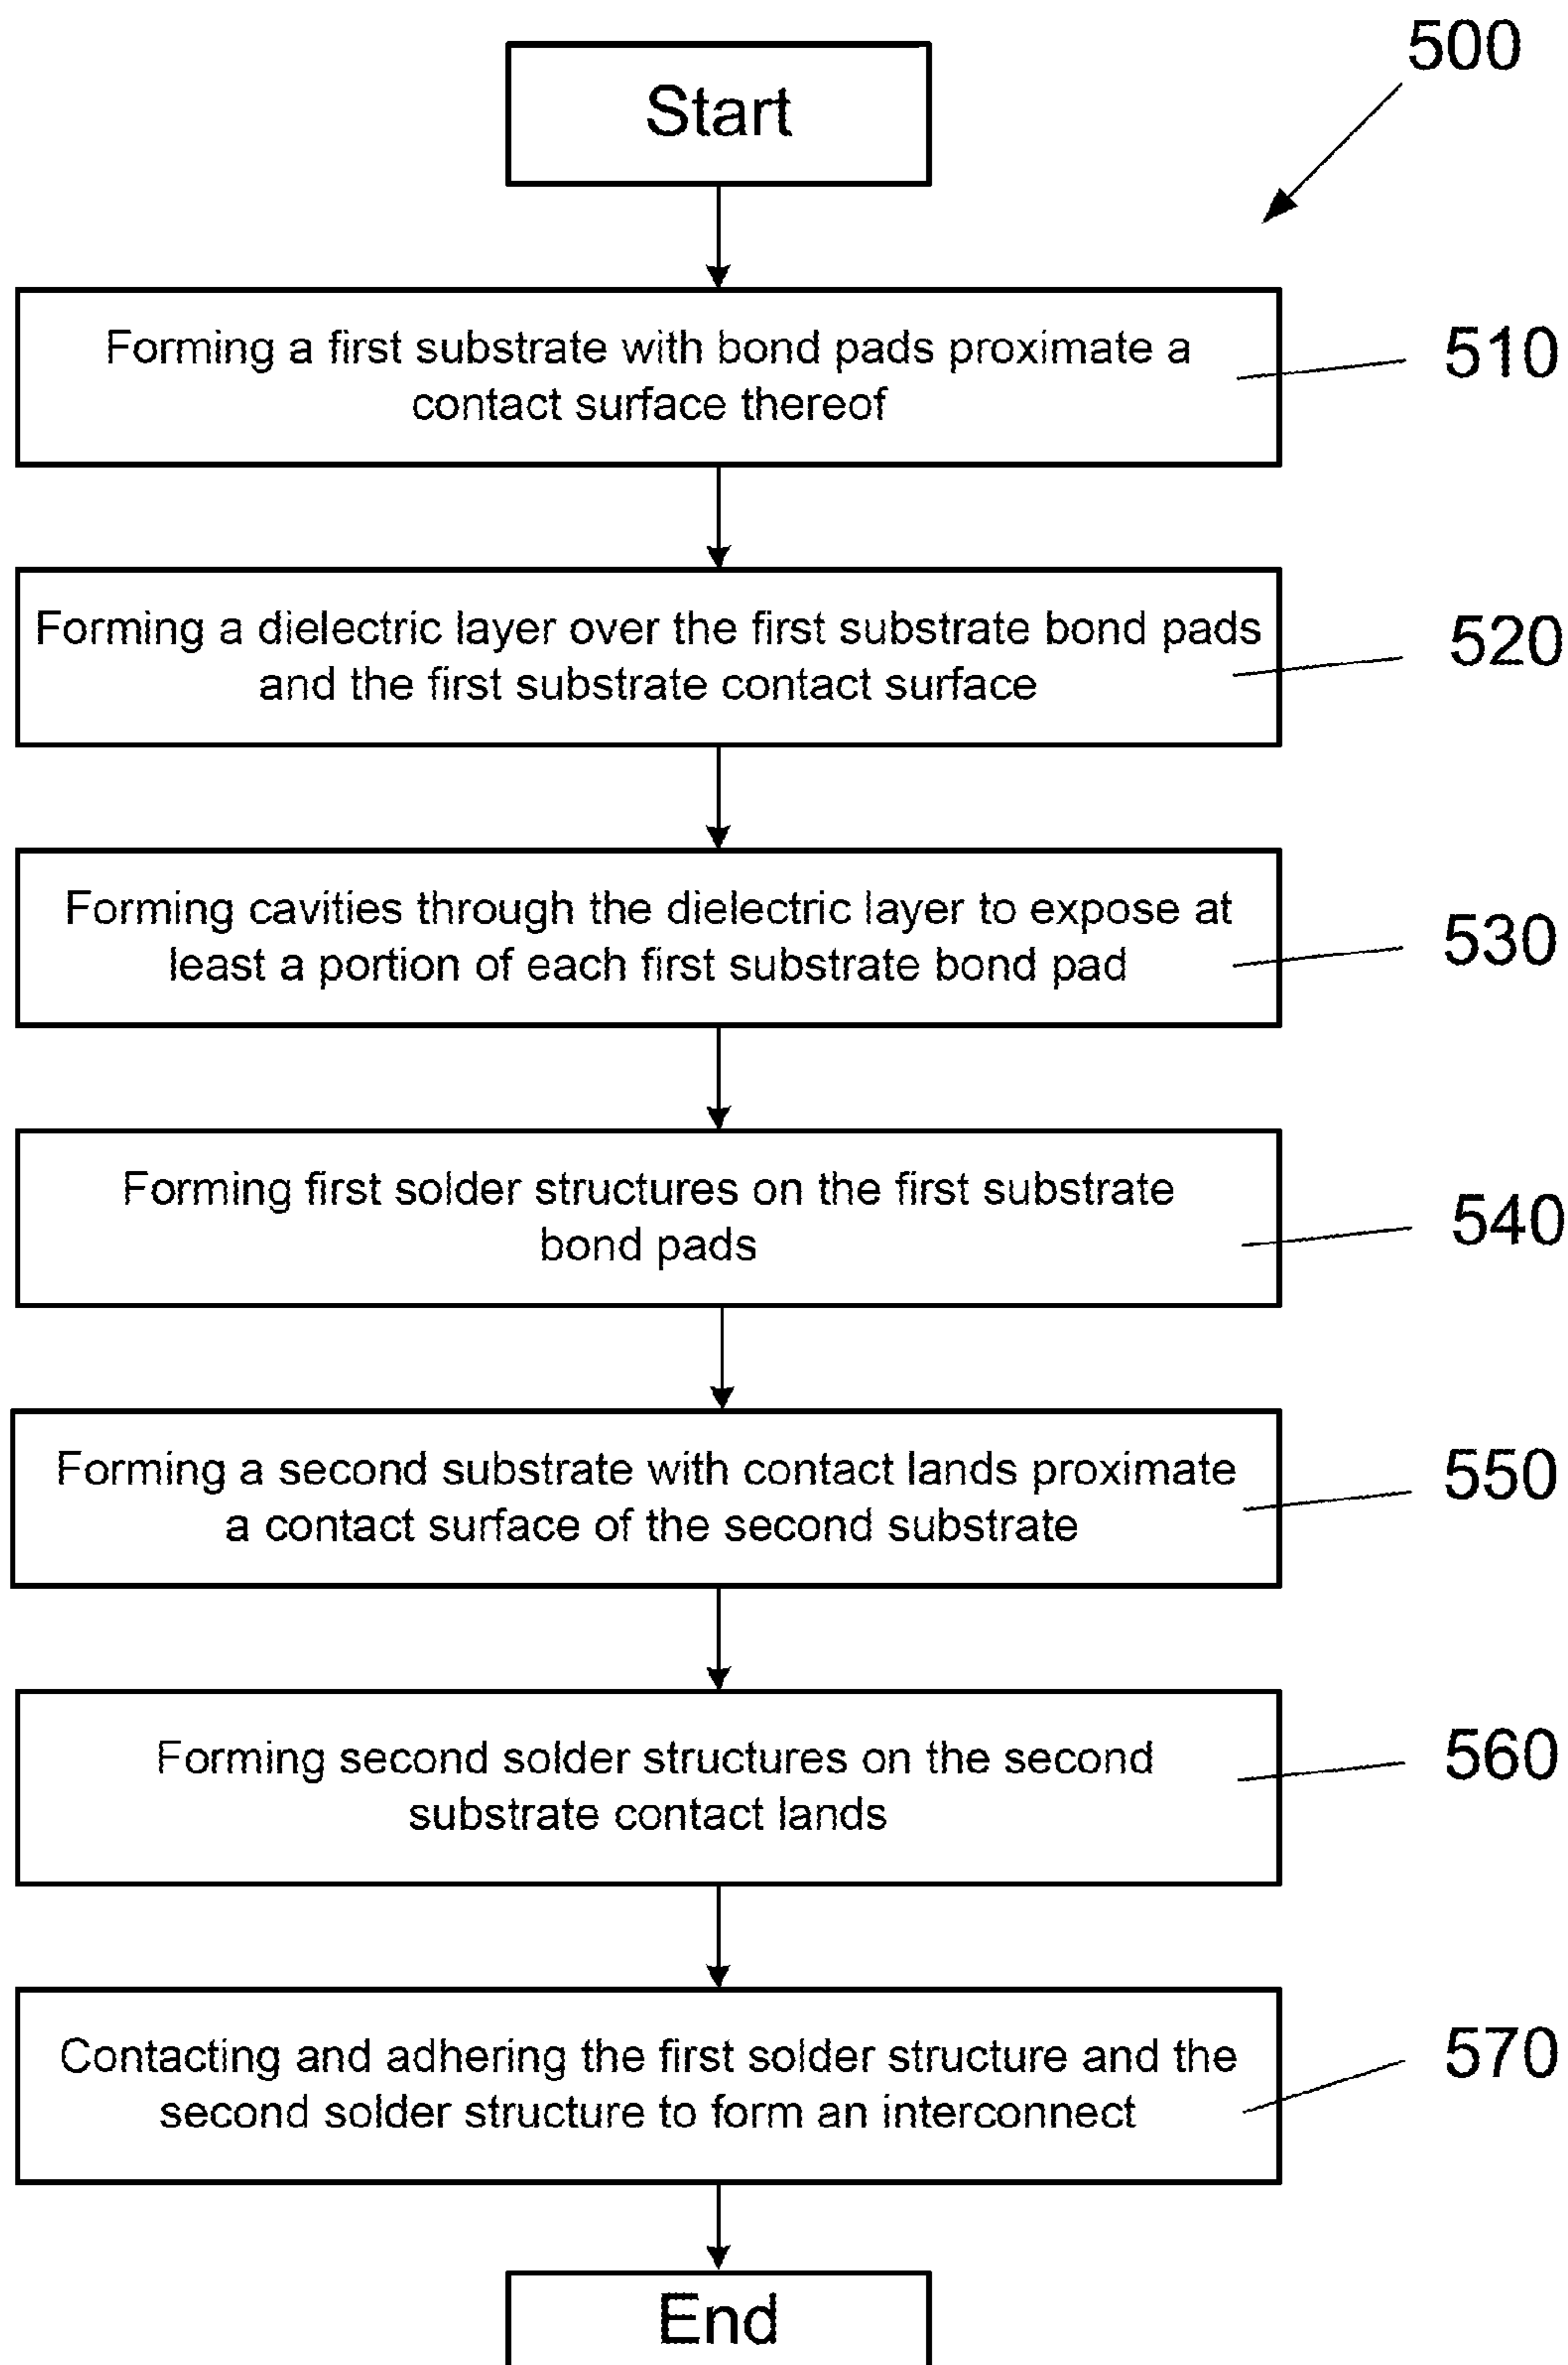 500
Start
Forming a first substrate with bond pads proximate a
contact surface thereof
510
Forming a dielectric layer over the first substrate bond pads
and the first substrate contact surface
520
Forming cavities through the dielectric layer to expose at
least a portion of each first substrate bond pad
530
Forming first solder structures on the first substrate
bond pads
540
Forming a second substrate with contact lands proximate
a contact surface of the second substrate
550
Forming second solder structures on the second
substrate contact lands
560
Contacting and adhering the first solder structure and the
second solder structure to form an interconnect
570
End